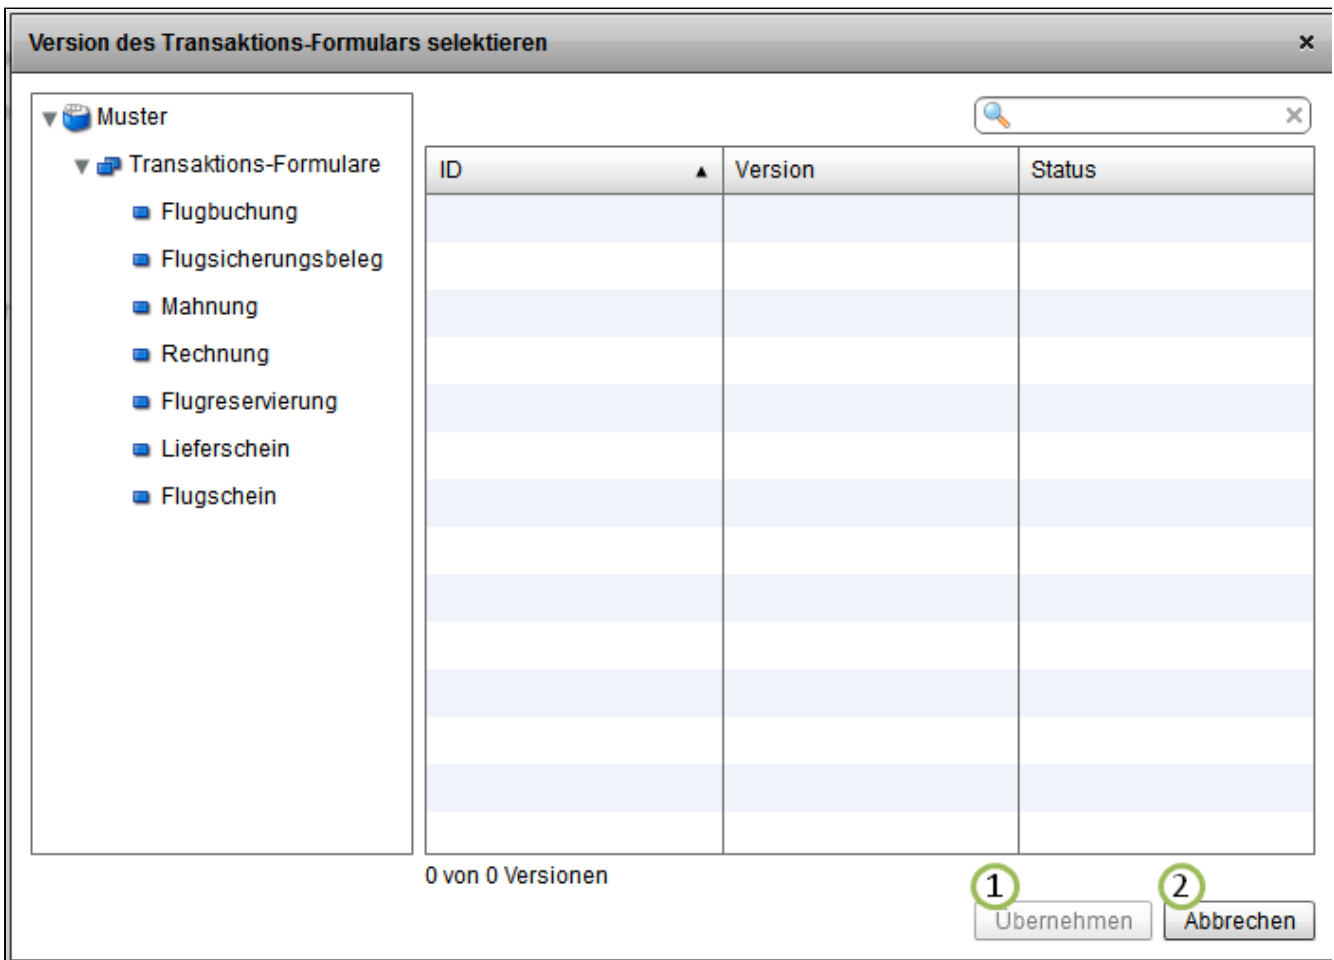 Version des Transaktions-Formulars selektieren
Muster
Transaktions-Formulare
Flugbuchung
Flugsicherungsbeleg
Mahnung
Rechnung
Flugreservierung
Lieferschein
Flugschein
ID Version Status
0 von 0 Versionen
1 2
Übernehmen Abbrechen